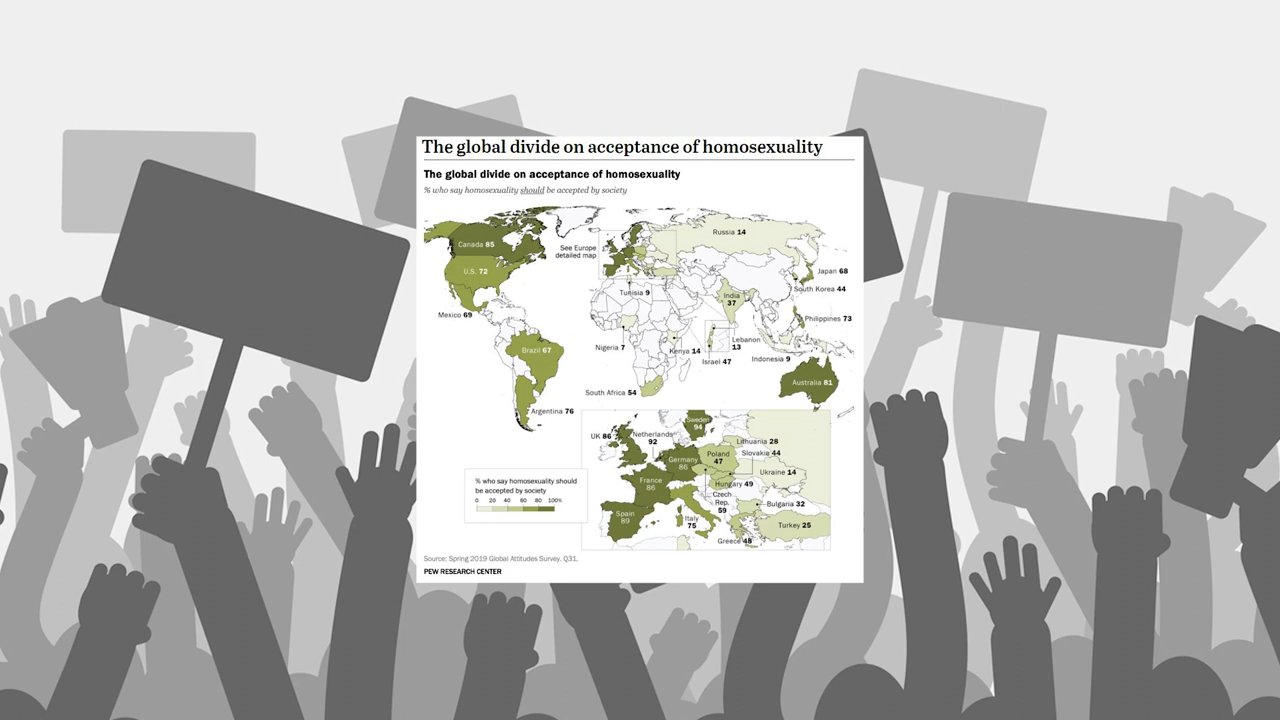 The global divide on acceptance of homosexuality
The global divide on acceptance of homosexuality
% who say homosexuality should be accepted by society
Canada 85
U.S. 72
Mexico 69
Brazil 67
Argentina 76
See Europe
detailed map
Russia 14
Tunisia 9
Nigeria 7
Kenya 14
South Africa 54
India
37
Lebanon
13
Israel 47
Japan 68
South Korea 44
Philippines 73
Indonesia 9
Australia 81
Sweden
94
UK 86
Netherlands
92
Germany
86
France
86
Spain
89
Italy
75
Poland
47
Lithuania 28
Slovakia 44
Ukraine 14
Hungary 49
Czech
Rep.
59
Bulgaria 32
Turkey 25
Greece 48
% who say homosexuality should
be accepted by society
0 20 40 60 80 100%
Source: Spring 2019 Global Attitudes Survey. Q31.
PEW RESEARCH CENTER